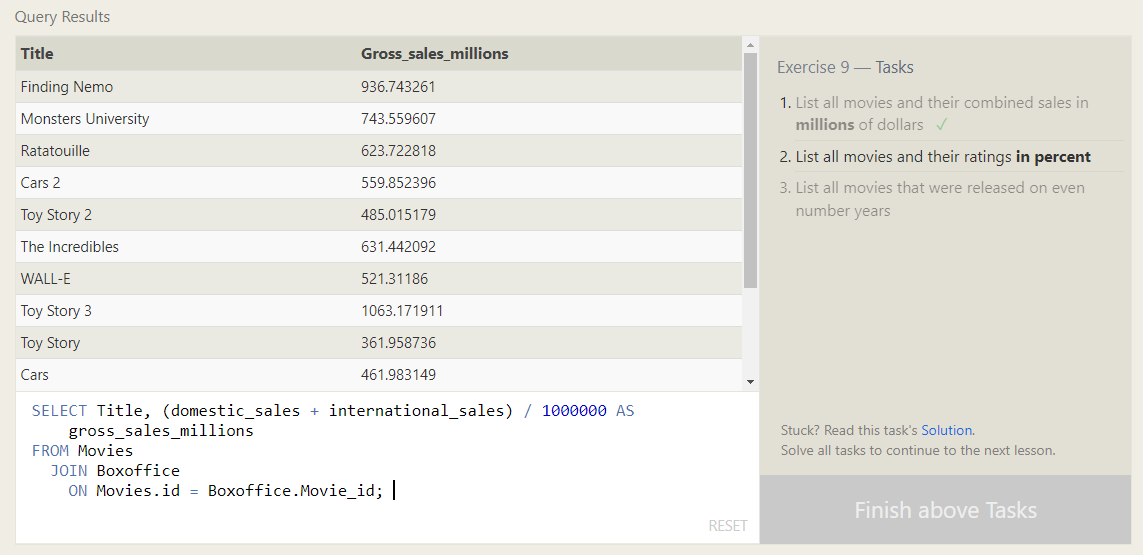 Query Results
Title Gross_sales_millions
Finding Nemo 936.743261
Monsters University 743.559607
Ratatouille 623.722818
Cars 2 559.852396
Toy Story 2 485.015179
The Incredibles 631.442092
WALL-E 521.31186
Toy Story 3 1063.171911
Toy Story 361.958736
Cars 461.983149
SELECT Title, (domestic_sales + international_sales) / 1000000 AS
gross_sales_millions
FROM Movies
JOIN Boxoffice
ON Movies.id = Boxoffice.Movie_id;
RESET
Exercise 9 — Tasks
1. List all movies and their combined sales in
millions of dollars ✓
2. List all movies and their ratings in percent
3. List all movies that were released on even
number years
Stuck? Read this task's Solution.
Solve all tasks to continue to the next lesson.
Finish above Tasks